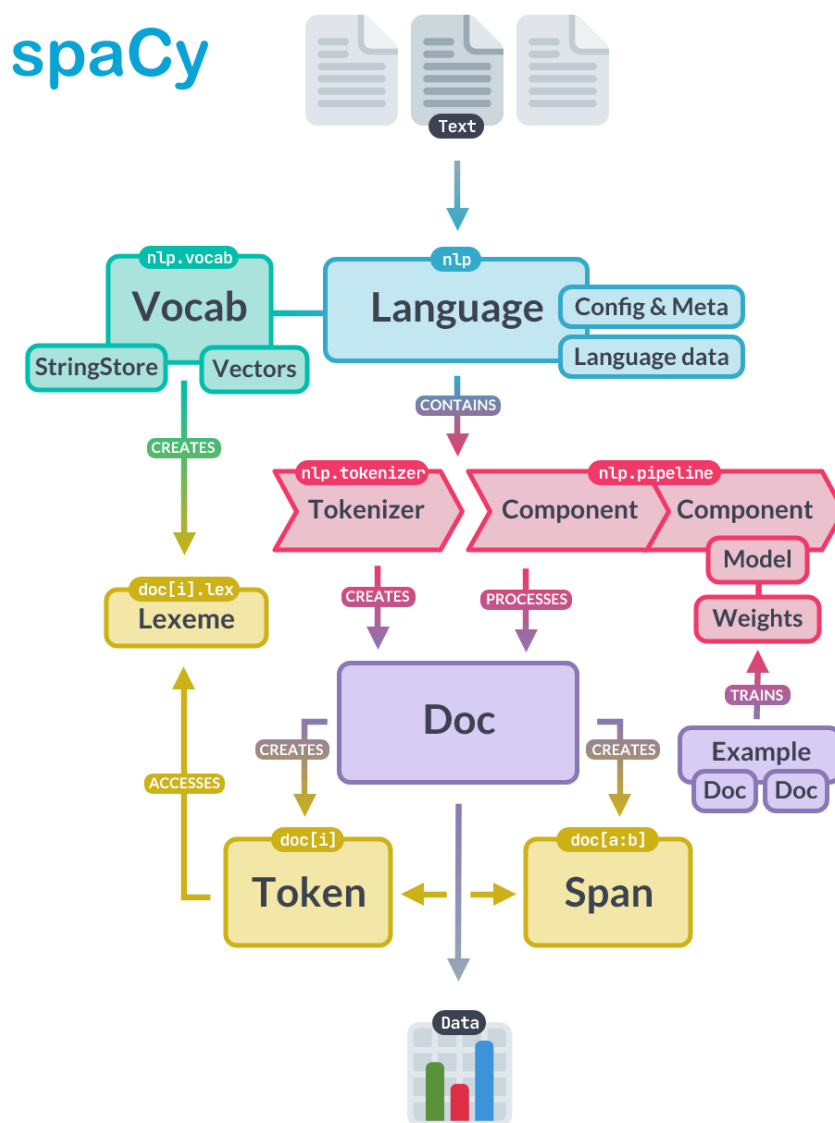 spaCy
Text
nlp.vocab
Vocab
StringStore
Vectors
nlp
Language
Config & Meta
Language data
CREATES
CONTAINS
nlp.tokenizer
Tokenizer
nlp.pipeline
Component
Component
Model
Weights
CREATES
PROCESSES
doc[i].lex
Lexeme
TRAINS
Doc
Example
Doc
Doc
CREATES
CREATES
ACCESSES
doc[i]
Token
doc[a:b]
Span
Data